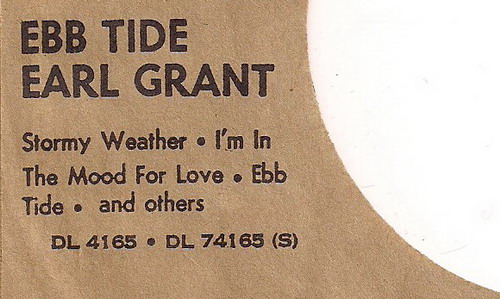 EBB TIDE
EARL GRANT
Stormy Weather • I'm In
The Mood For Love • Ebb
Tide • and others
DL 4165 • DL 74165 (S)